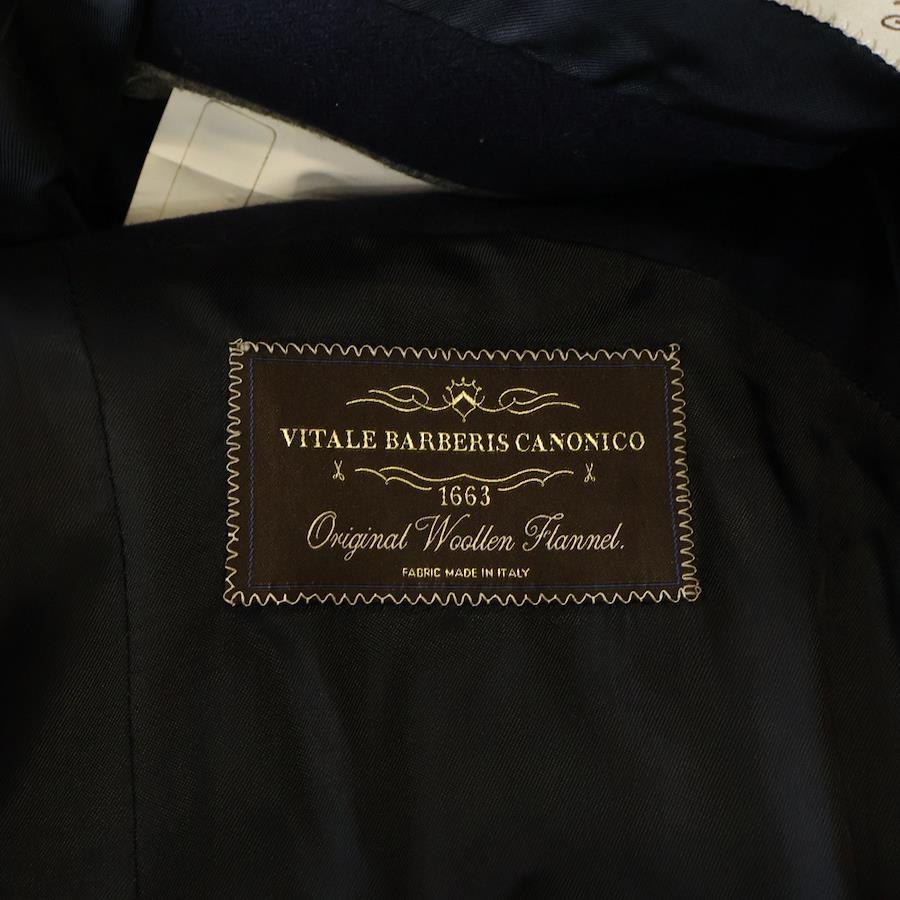 VITALE BARBERIS CANONICO
1663
Original Woollen Flannel.
FABRIC MADE IN ITALY